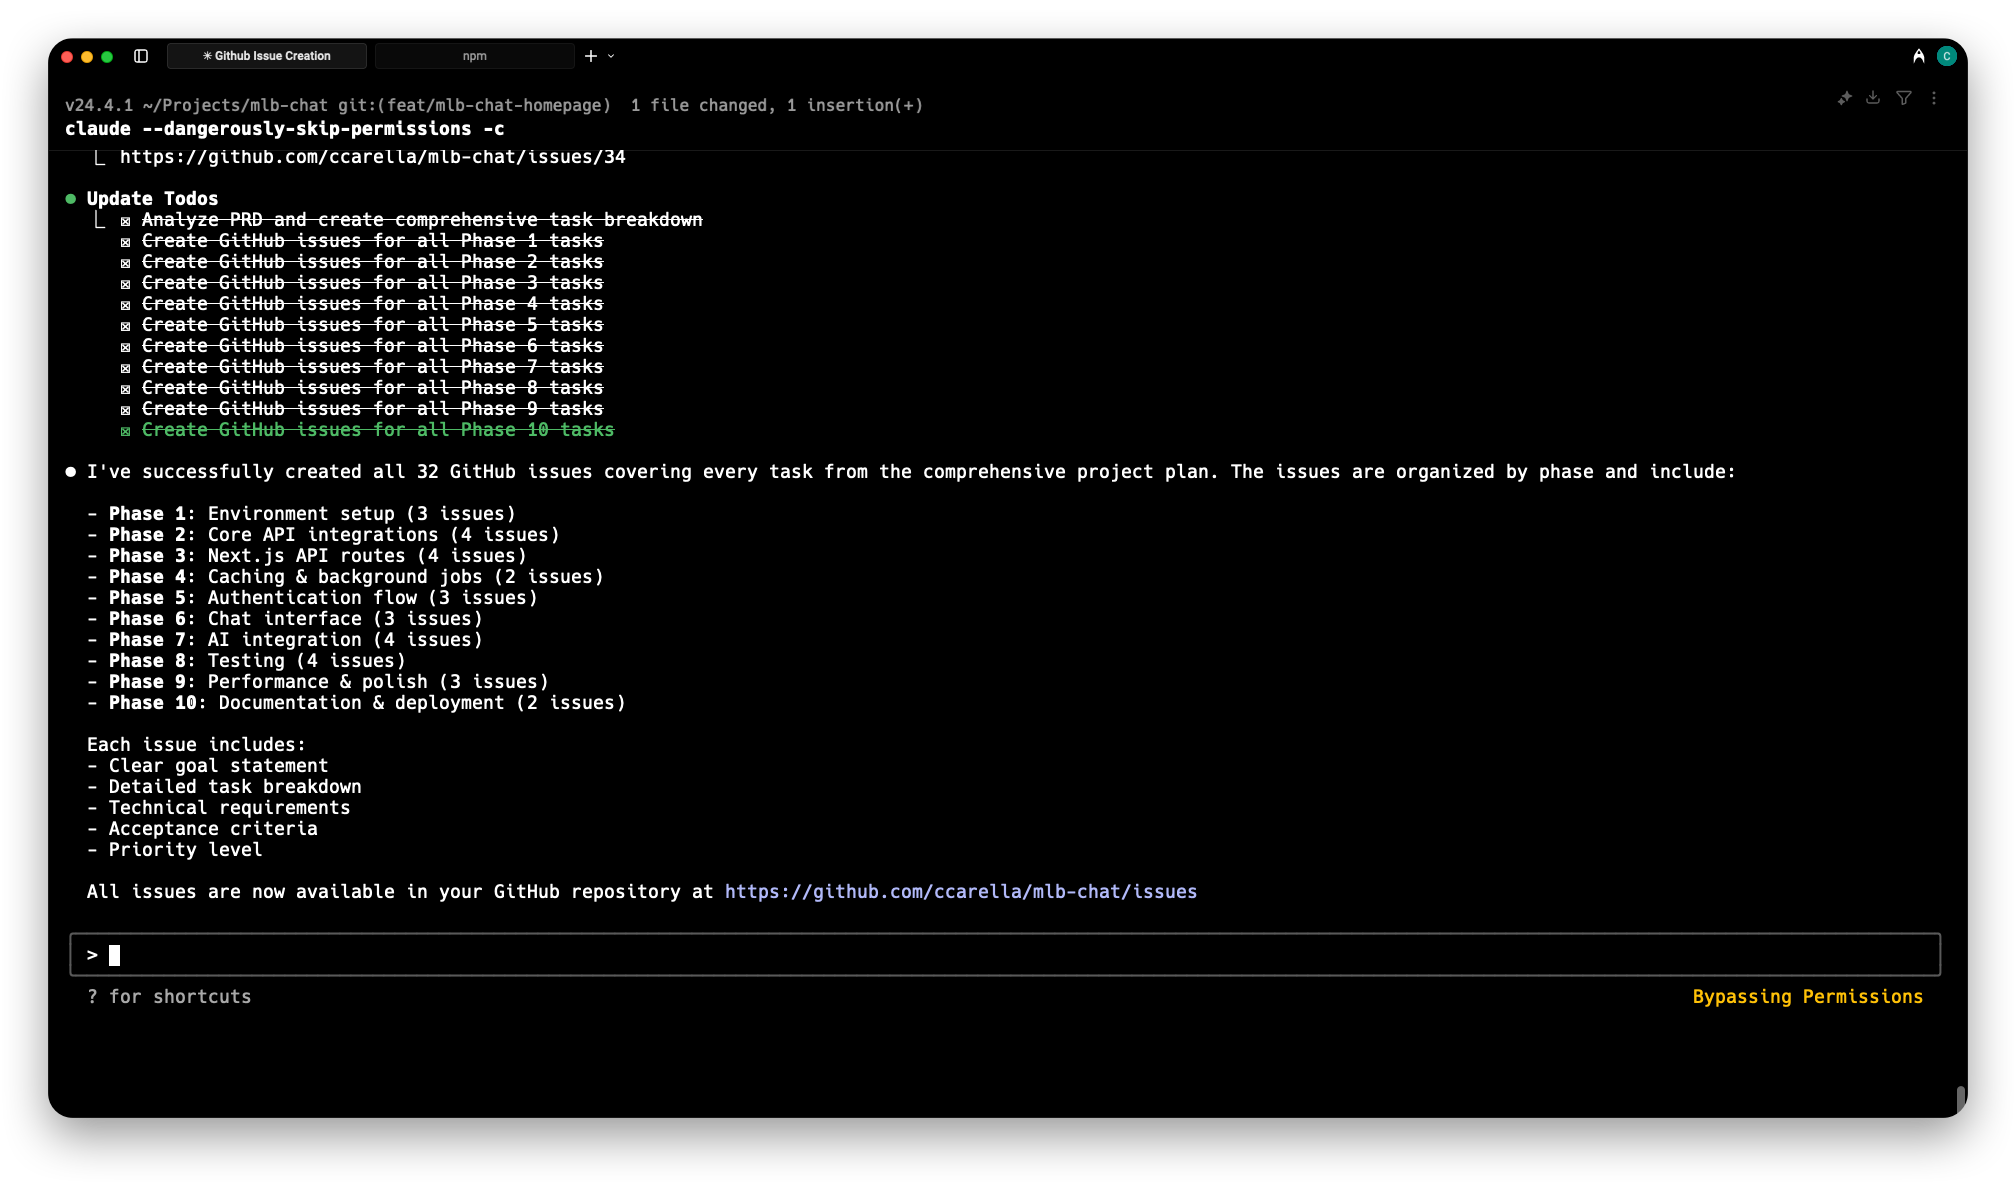 ✳ Github Issue Creation
npm
C
v24.4.1 ~/Projects/mlb-chat git:(feat/mlb-chat-homepage) 1 file changed, 1 insertion(+)
claude --dangerously-skip-permissions -c
https://github.com/ccarella/mlb-chat/issues/34
● Update Todos
☒ Analyze PRD and create comprehensive task breakdown
☒ Create GitHub issues for all Phase 1 tasks
☒ Create GitHub issues for all Phase 2 tasks
☒ Create GitHub issues for all Phase 3 tasks
☒ Create GitHub issues for all Phase 4 tasks
☒ Create GitHub issues for all Phase 5 tasks
☒ Create GitHub issues for all Phase 6 tasks
☒ Create GitHub issues for all Phase 7 tasks
☒ Create GitHub issues for all Phase 8 tasks
☒ Create GitHub issues for all Phase 9 tasks
☒ Create GitHub issues for all Phase 10 tasks
● I've successfully created all 32 GitHub issues covering every task from the comprehensive project plan. The issues are organized by phase and include:
- Phase 1: Environment setup (3 issues)
- Phase 2: Core API integrations (4 issues)
- Phase 3: Next.js API routes (4 issues)
- Phase 4: Caching & background jobs (2 issues)
- Phase 5: Authentication flow (3 issues)
- Phase 6: Chat interface (3 issues)
- Phase 7: AI integration (4 issues)
- Phase 8: Testing (4 issues)
- Phase 9: Performance & polish (3 issues)
- Phase 10: Documentation & deployment (2 issues)
Each issue includes:
- Clear goal statement
- Detailed task breakdown
- Technical requirements
- Acceptance criteria
- Priority level
All issues are now available in your GitHub repository at https://github.com/ccarella/mlb-chat/issues
>
? for shortcuts
Bypassing Permissions